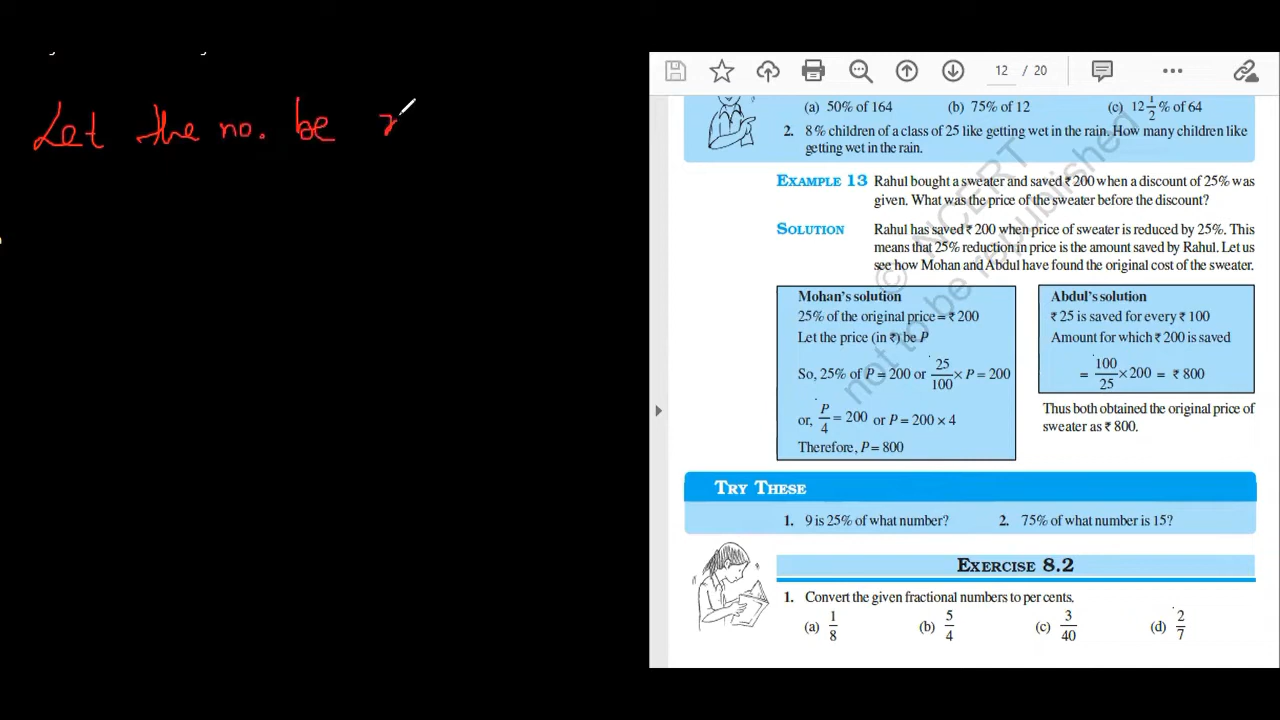 Let the no. be x
12 / 20
(a) 50% of 164 (b) 75% of 12 (c) 12 1/2 % of 64
2. 8% children of a class of 25 like getting wet in the rain. How many children like
getting wet in the rain.
EXAMPLE 13 Rahul bought a sweater and saved ₹ 200 when a discount of 25% was
given. What was the price of the sweater before the discount?
SOLUTION Rahul has saved ₹ 200 when price of sweater is reduced by 25%. This
means that 25% reduction in price is the amount saved by Rahul. Let us
see how Mohan and Abdul have found the original cost of the sweater.
Mohan's solution
25% of the original price = ₹ 200
Let the price (in ₹) be P
So, 25% of P = 200 or 25/100 × P = 200
or, P/4 = 200 or P = 200 × 4
Therefore, P = 800
Abdul's solution
₹ 25 is saved for every ₹ 100
Amount for which ₹ 200 is saved
= 100/25 × 200 = ₹ 800
Thus both obtained the original price of
sweater as ₹ 800.
© NCERT
not to be republished
TRY THESE
1. 9 is 25% of what number? 2. 75% of what number is 15?
EXERCISE 8.2
1. Convert the given fractional numbers to per cents.
(a) 1/8 (b) 5/4 (c) 3/40 (d) 2/7